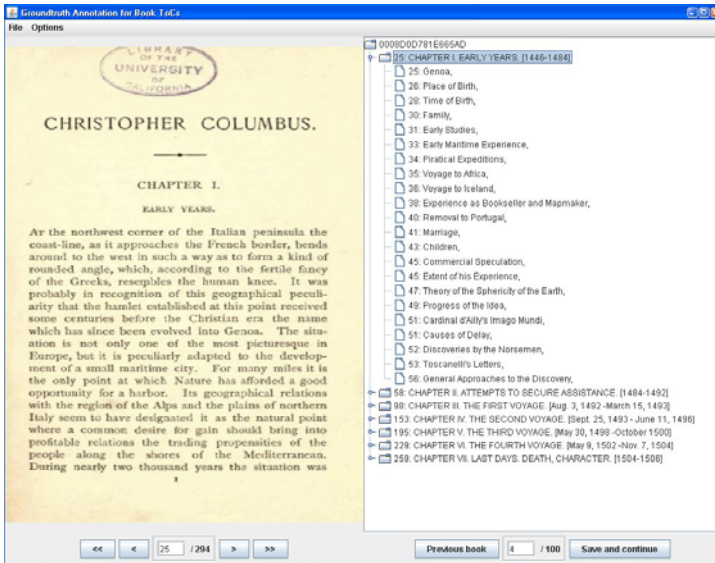 Groundtruth Annotation for Book ToCs
File Options
LIBRARY
OF THE
UNIVERSITY
OF
CALIFORNIA
CHRISTOPHER COLUMBUS.
CHAPTER I.
EARLY YEARS.
At the northwest corner of the Italian peninsula the
coast-line, as it approaches the French border, bends
around to the west in such a way as to form a kind of
rounded angle, which, according to the fertile fancy
of the Greeks, resembles the human knee. It was
probably in recognition of this geographical peculi-
arity that the hamlet established at this point received
some centuries before the Christian era the name
which has since been evolved into Genoa. The situ-
ation is not only one of the most picturesque in
Europe, but it is peculiarly adapted to the develop-
ment of a small maritime city. For many miles it is
the only point at which Nature has afforded a good
opportunity for a harbor. Its geographical relations
with the region of the Alps and the plains of northern
Italy seem to have designated it as the natural point
where a common desire for gain should bring into
profitable relations the trading propensities of the
people along the shores of the Mediterranean.
During nearly two thousand years the situation was
1
<< < 25 / 294 > >>
0008D0D781E665AD
25: CHAPTER I. EARLY YEARS. [1446-1484]
25: Genoa,
26: Place of Birth,
28: Time of Birth,
30: Family,
31: Early Studies,
33: Early Maritime Experience,
34: Piratical Expeditions,
35: Voyage to Africa,
36: Voyage to Iceland,
38: Experience as Bookseller and Mapmaker,
40: Removal to Portugal,
41: Marriage,
43: Children,
45: Commercial Speculation,
45: Extent of his Experience,
47: Theory of the Sphericity of the Earth,
49: Progress of the Idea,
51: Cardinal d'Ailly's Imago Mundi,
51: Causes of Delay,
52: Discoveries by the Norsemen,
53: Toscanelli's Letters,
56: General Approaches to the Discovery,
58: CHAPTER II. ATTEMPTS TO SECURE ASSISTANCE. [1484-1492]
98: CHAPTER III. THE FIRST VOYAGE. [Aug. 3, 1492 -March 15, 1493]
153: CHAPTER IV. THE SECOND VOYAGE. [Sept. 25, 1493 - June 11, 1496]
195: CHAPTER V. THE THIRD VOYAGE. [May 30, 1498 -October 1500]
229: CHAPTER VI. THE FOURTH VOYAGE. [May 9, 1502 -Nov. 7, 1504]
259: CHAPTER VII. LAST DAYS. DEATH, CHARACTER. [1504-1506]
Previous book 4 / 100 Save and continue